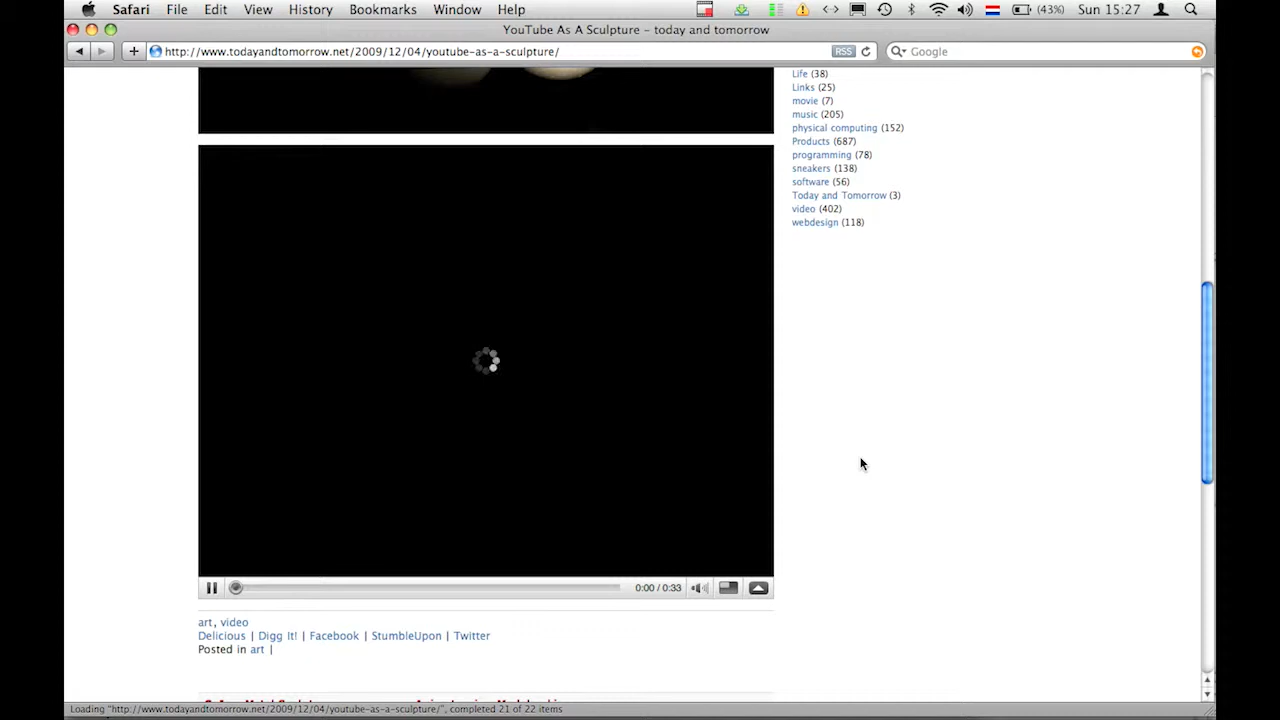 Safari File Edit View History Bookmarks Window Help (43%) Sun 15:27
YouTube As A Sculpture – today and tomorrow
http://www.todayandtomorrow.net/2009/12/04/youtube-as-a-sculpture/ RSS Google
Life (38)
Links (25)
movie (7)
music (205)
physical computing (152)
Products (687)
programming (78)
sneakers (138)
software (56)
Today and Tomorrow (3)
video (402)
webdesign (118)
0:00 / 0:33
art, video
Delicious | Digg It! | Facebook | StumbleUpon | Twitter
Posted in art |
Loading "http://www.todayandtomorrow.net/2009/12/04/youtube-as-a-sculpture/", completed 21 of 22 items